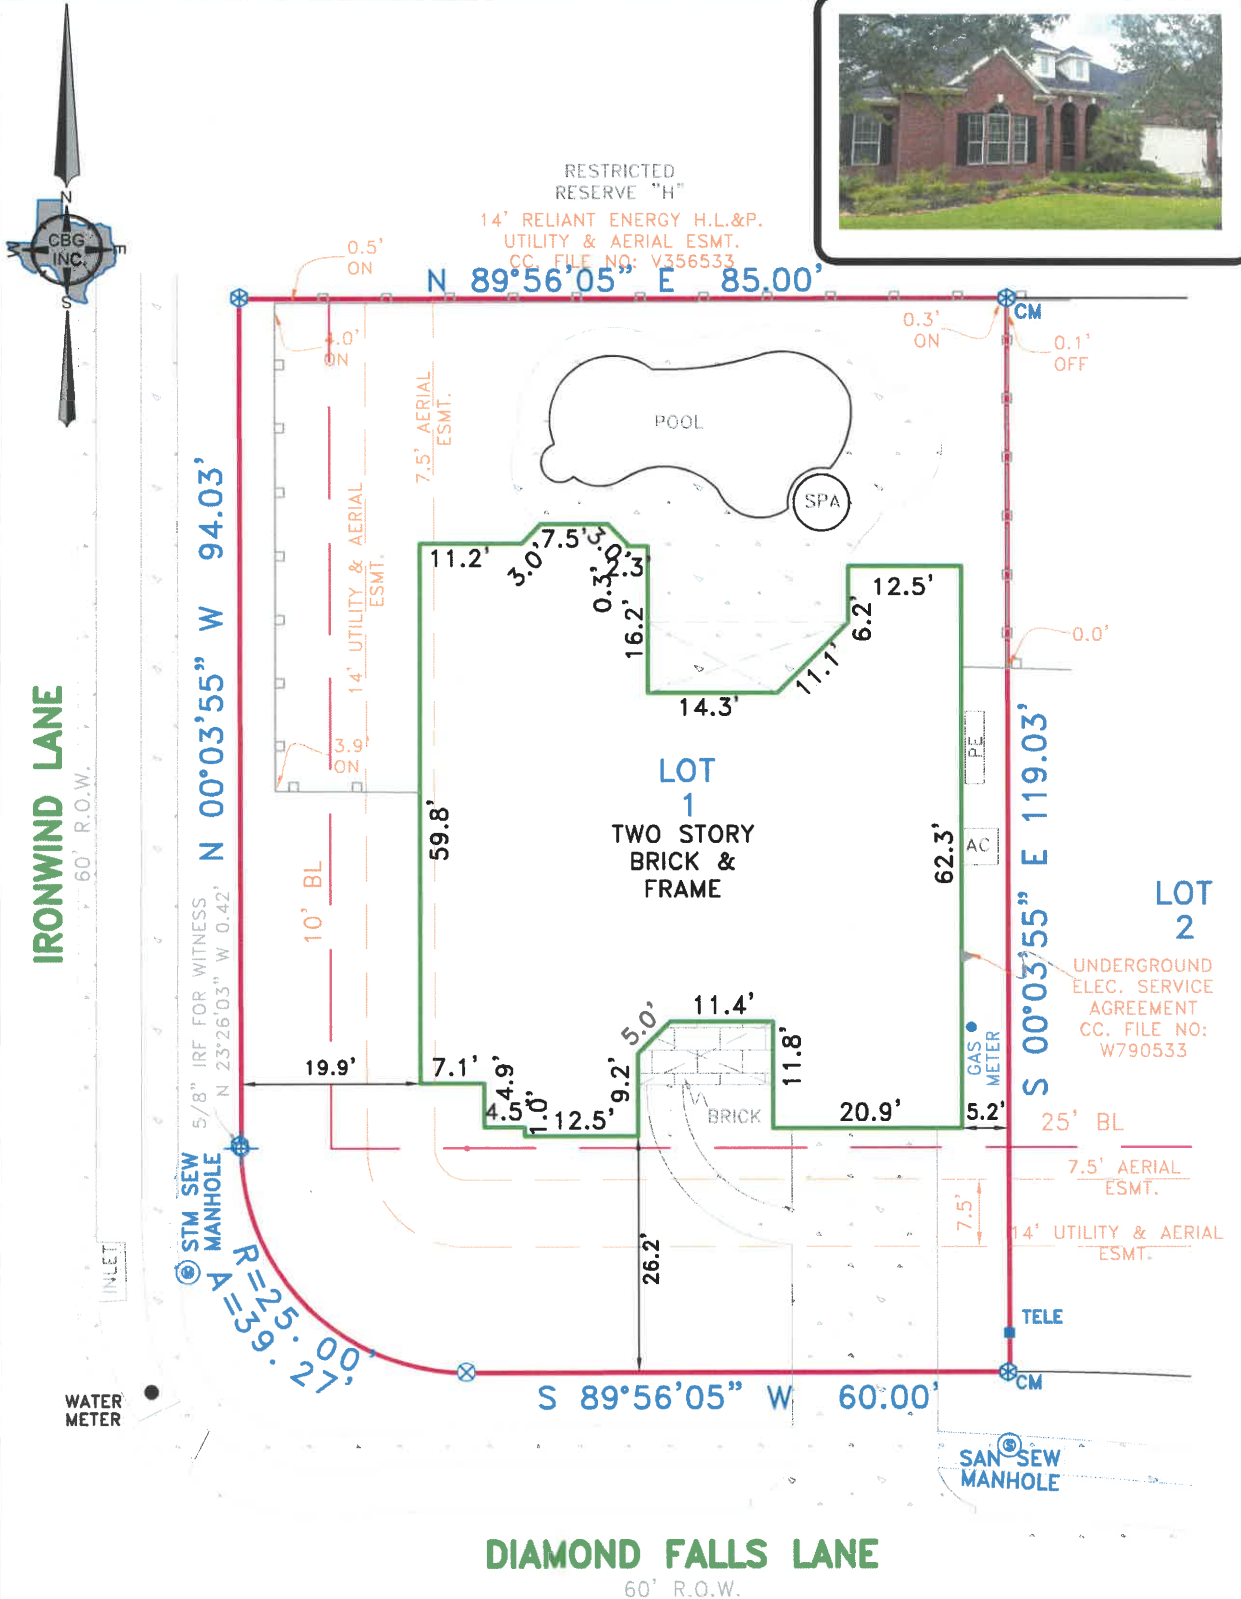 N
W
CBG
E
INC.
S
RESTRICTED
RESERVE "H"
14' RELIANT ENERGY H.L.&P.
UTILITY & AERIAL ESMT.
CC. FILE NO: V356533
N 89°56'05" E 85.00'
0.5'
ON
4.0'
ON
0.3'
ON
CM
0.1'
OFF
7.5' AERIAL
ESMT.
POOL
SPA
14' UTILITY & AERIAL
ESMT.
N 00°03'55" W 94.03'
11.2'
3.0'
7.5'
3.0'
2.3'
0.3'
16.2'
12.5'
6.2'
11.1'
14.3'
0.0'
3.9'
ON
IRONWIND LANE
60' R.O.W.
LOT
1
TWO STORY
BRICK &
FRAME
59.8'
62.3'
PE
AC
S 00°03'55" E 119.03'
LOT
2
10' BL
5/8" IRF FOR WITNESS
N 23°26'03" W 0.42'
UNDERGROUND
ELEC. SERVICE
AGREEMENT
CC. FILE NO:
W790533
GAS
METER
11.4'
5.0'
11.8'
9.2'
19.9'
7.1'
4.9'
4.5'
1.0'
12.5'
BRICK
20.9'
5.2'
25' BL
7.5' AERIAL
ESMT.
7.5'
14' UTILITY & AERIAL
ESMT.
26.2'
STM SEW
MANHOLE
INLET
R=25.00'
A=39.27'
TELE
CM
WATER
METER
S 89°56'05" W 60.00'
S
SAN SEW
MANHOLE
DIAMOND FALLS LANE
60' R.O.W.